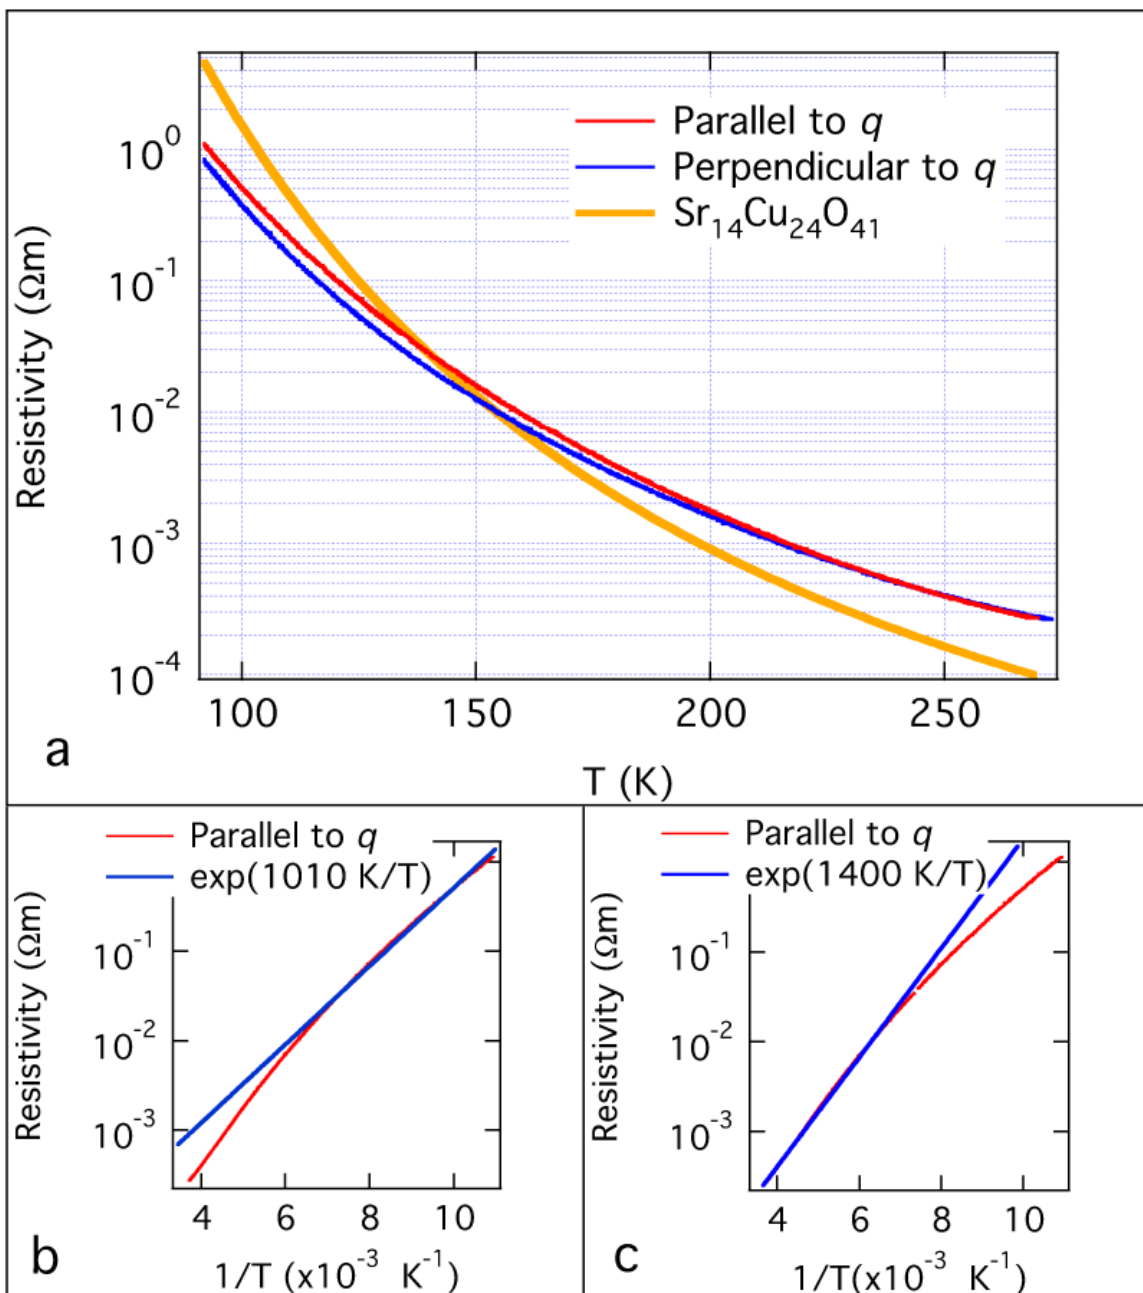 Parallel to q
Perpendicular to q
Sr₁₄Cu₂₄O₄₁
Resistivity (Ωm)
10⁰
10⁻¹
10⁻²
10⁻³
10⁻⁴
100 150 200 250
T (K)
a
Parallel to q
exp(1010 K/T)
Resistivity (Ωm)
10⁻¹
10⁻²
10⁻³
4 6 8 10
1/T (x10⁻³ K⁻¹)
b
Parallel to q
exp(1400 K/T)
Resistivity (Ωm)
10⁻¹
10⁻²
10⁻³
4 6 8 10
1/T(x10⁻³ K⁻¹)
c